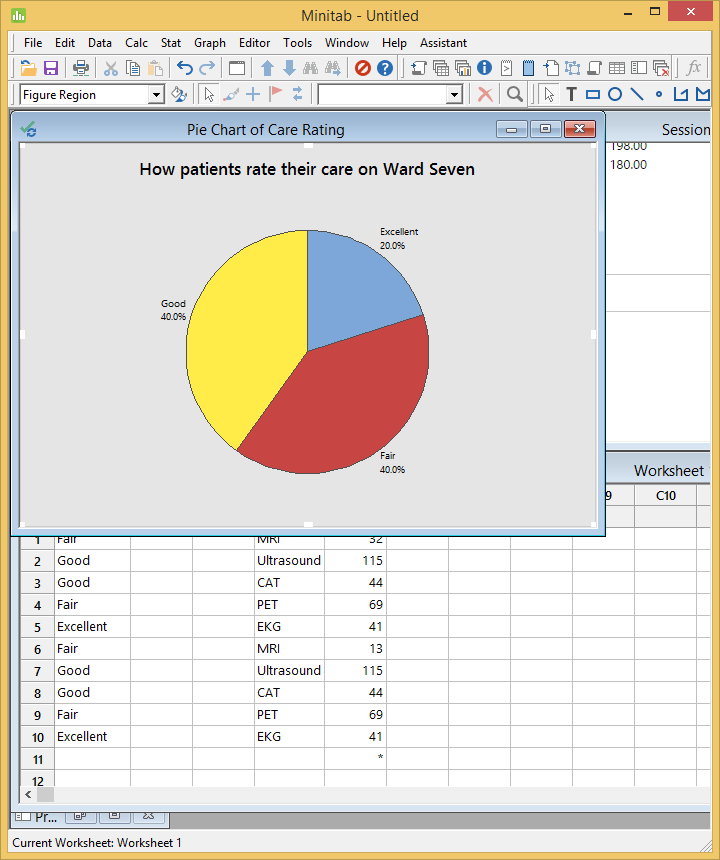 Minitab - Untitled
File Edit Data Calc Stat Graph Editor Tools Window Help Assistant
fx
Figure Region
Pie Chart of Care Rating
Session
198.00
180.00
How patients rate their care on Ward Seven
Excellent
20.0%
Good
40.0%
Fair
40.0%
Worksheet
9 C10
1 Fair MRI 32
2 Good Ultrasound 115
3 Good CAT 44
4 Fair PET 69
5 Excellent EKG 41
6 Fair MRI 13
7 Good Ultrasound 115
8 Good CAT 44
9 Fair PET 69
10 Excellent EKG 41
11 *
12
Pr...
Current Worksheet: Worksheet 1